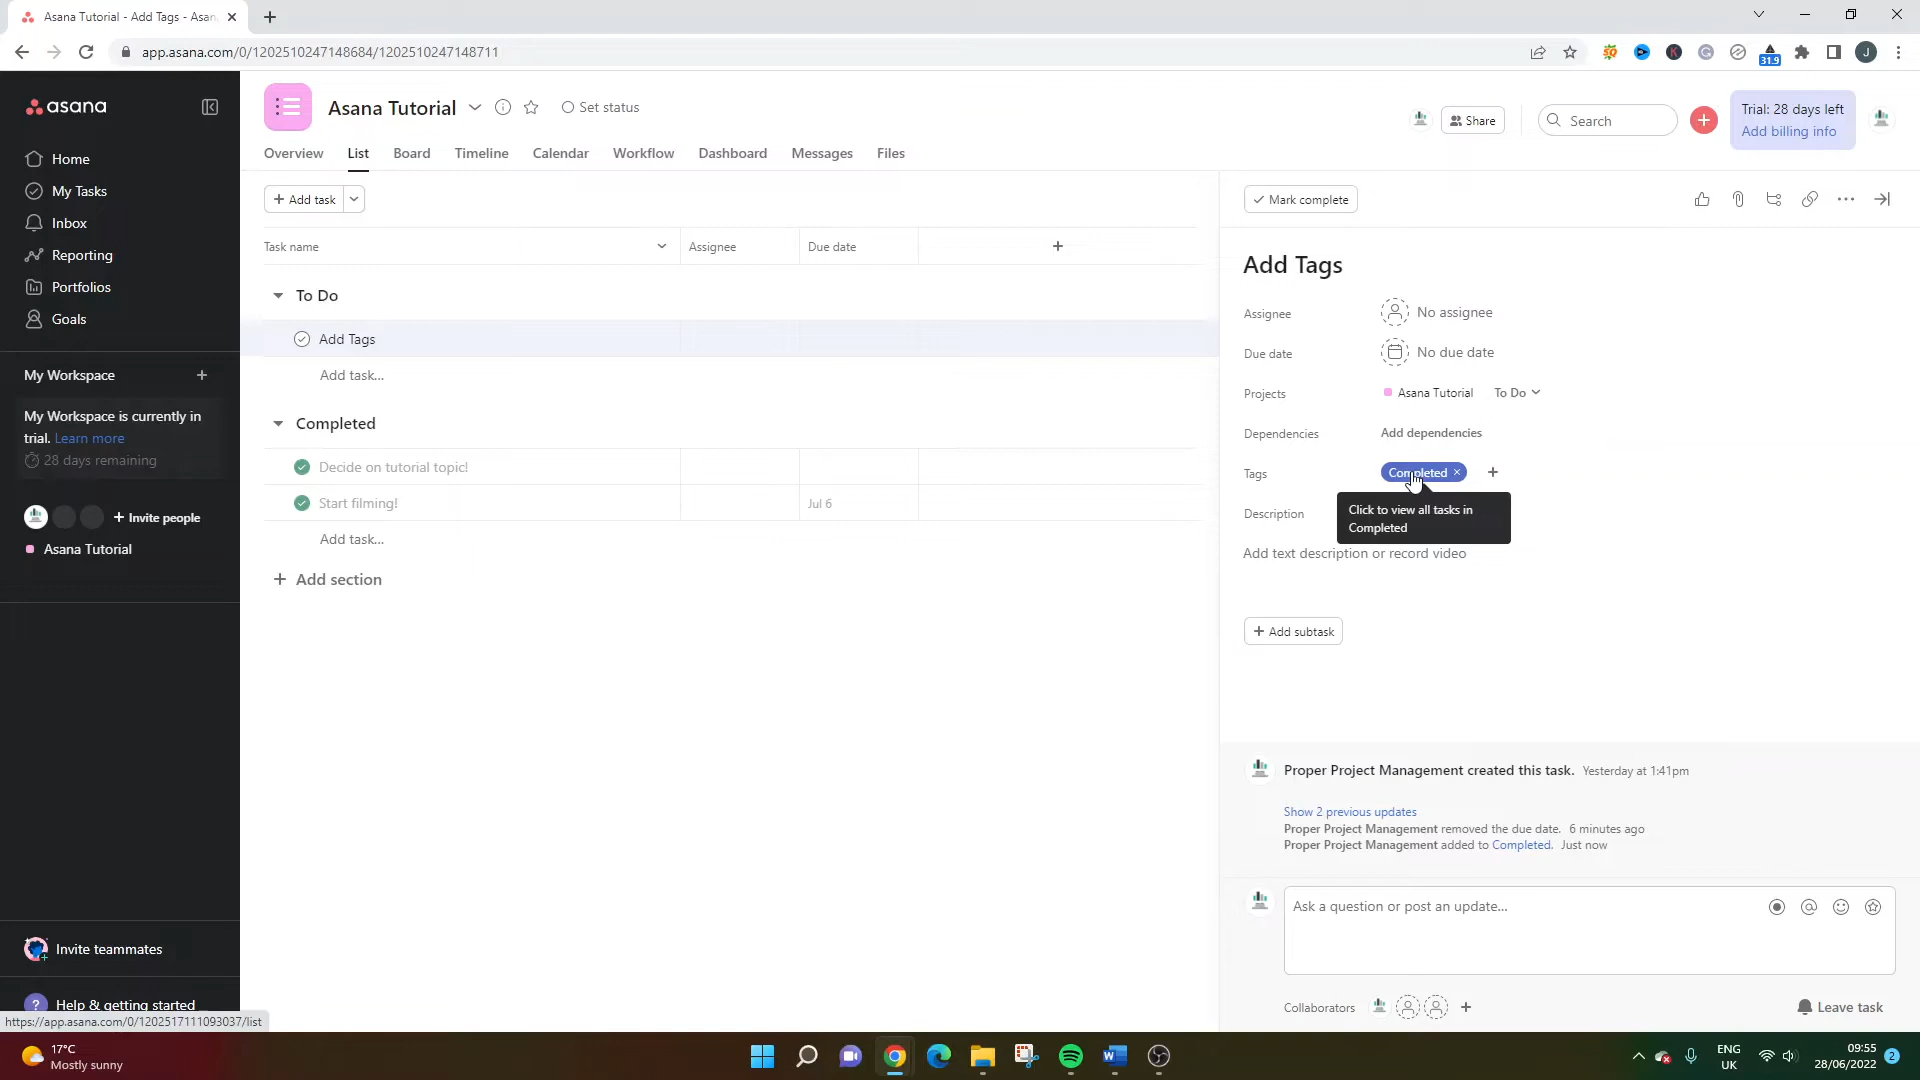 Asana Tutorial - Add Tags - Asan
app.asana.com/0/1202510247148684/1202510247148711
31.9
J
asana
Home
My Tasks
Inbox
Reporting
Portfolios
Goals
My Workspace
My Workspace is currently in
trial. Learn more
28 days remaining
Invite people
Asana Tutorial
Invite teammates
? Help & getting started
https://app.asana.com/0/1202517111093037/list
Asana Tutorial
Set status
Share
Search
Trial: 28 days left
Add billing info
Overview
List
Board
Timeline
Calendar
Workflow
Dashboard
Messages
Files
+ Add task
Task name
Assignee
Due date
To Do
Add Tags
Add task...
Completed
Decide on tutorial topic!
Start filming!
Jul 6
Add task...
+ Add section
Mark complete
Add Tags
Assignee
No assignee
Due date
No due date
Projects
Asana Tutorial
To Do
Dependencies
Add dependencies
Tags
Completed ×
Click to view all tasks in
Completed
Description
Add text description or record video
+ Add subtask
Proper Project Management created this task. Yesterday at 1:41pm
Show 2 previous updates
Proper Project Management removed the due date. 6 minutes ago
Proper Project Management added to Completed. Just now
Ask a question or post an update...
Collaborators
Leave task
17°C
Mostly sunny
ENG
UK
09:55
28/06/2022
2